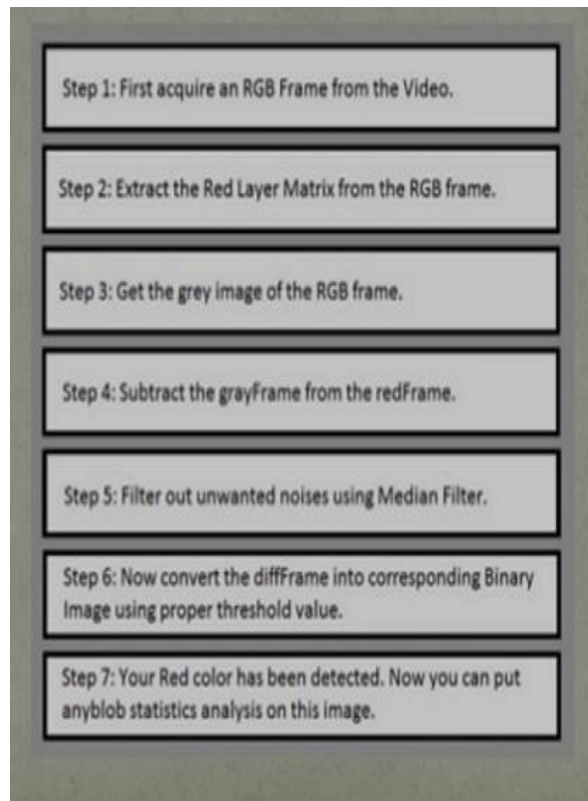 Step 1: First acquire an RGB Frame from the Video.
Step 2: Extract the Red Layer Matrix from the RGB frame.
Step 3: Get the grey image of the RGB frame.
Step 4: Subtract the grayFrame from the redFrame.
Step 5: Filter out unwanted noises using Median Filter.
Step 6: Now convert the diffFrame into corresponding Binary
Image using proper threshold value.
Step 7: Your Red color has been detected. Now you can put
anyblob statistics analysis on this image.